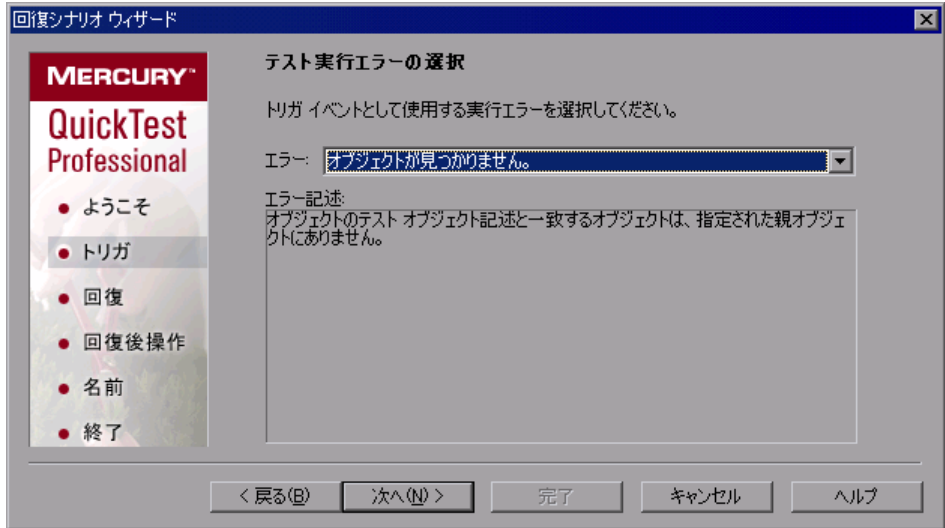 回復シナリオ ウィザード
MERCURY™
QuickTest
Professional
ようこそ
トリガ
回復
回復後操作
名前
終了
テスト実行エラーの選択
トリガ イベントとして使用する実行エラーを選択してください。
エラー: オブジェクトが見つかりません。
エラー記述:
オブジェクトのテスト オブジェクト記述と一致するオブジェクトは、指定された親オブジェ
クトにありません。
< 戻る(B) 次へ(N) > 完了 キャンセル ヘルプ